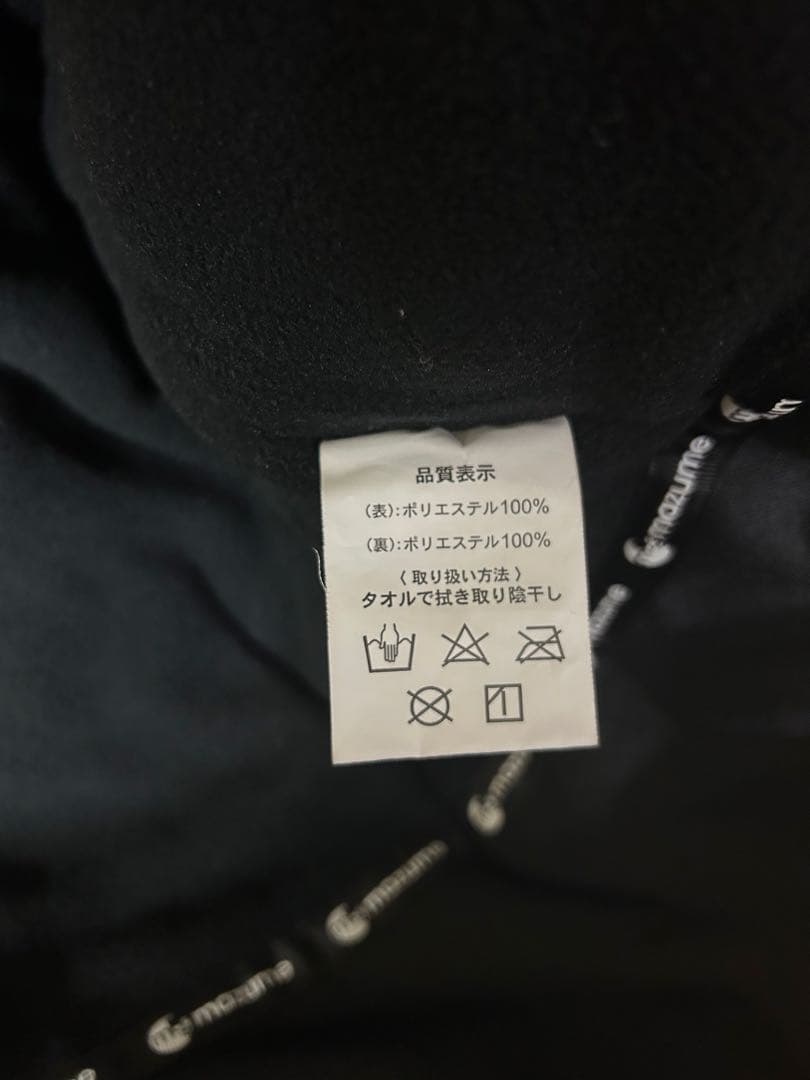 品質表示
(表):ポリエステル100%
(裏):ポリエステル100%
〈 取り扱い方法 〉
タオルで拭き取り陰干し
mazume
mazume
mazume